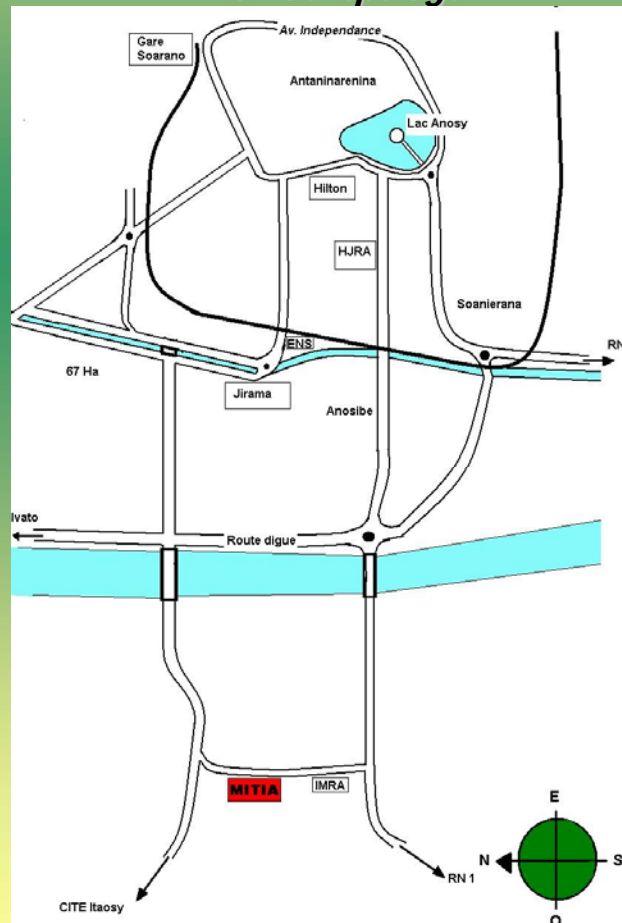 Av. Independance
Gare
Soarano
Antaninarenina
Lac Anosy
Hilton
HJRA
Soanierana
ENS
RN
67 Ha
Jirama
Anosibe
Ivato
Route digue
MITIA
IMRA
E
N
S
O
RN 1
CITE Itaosy